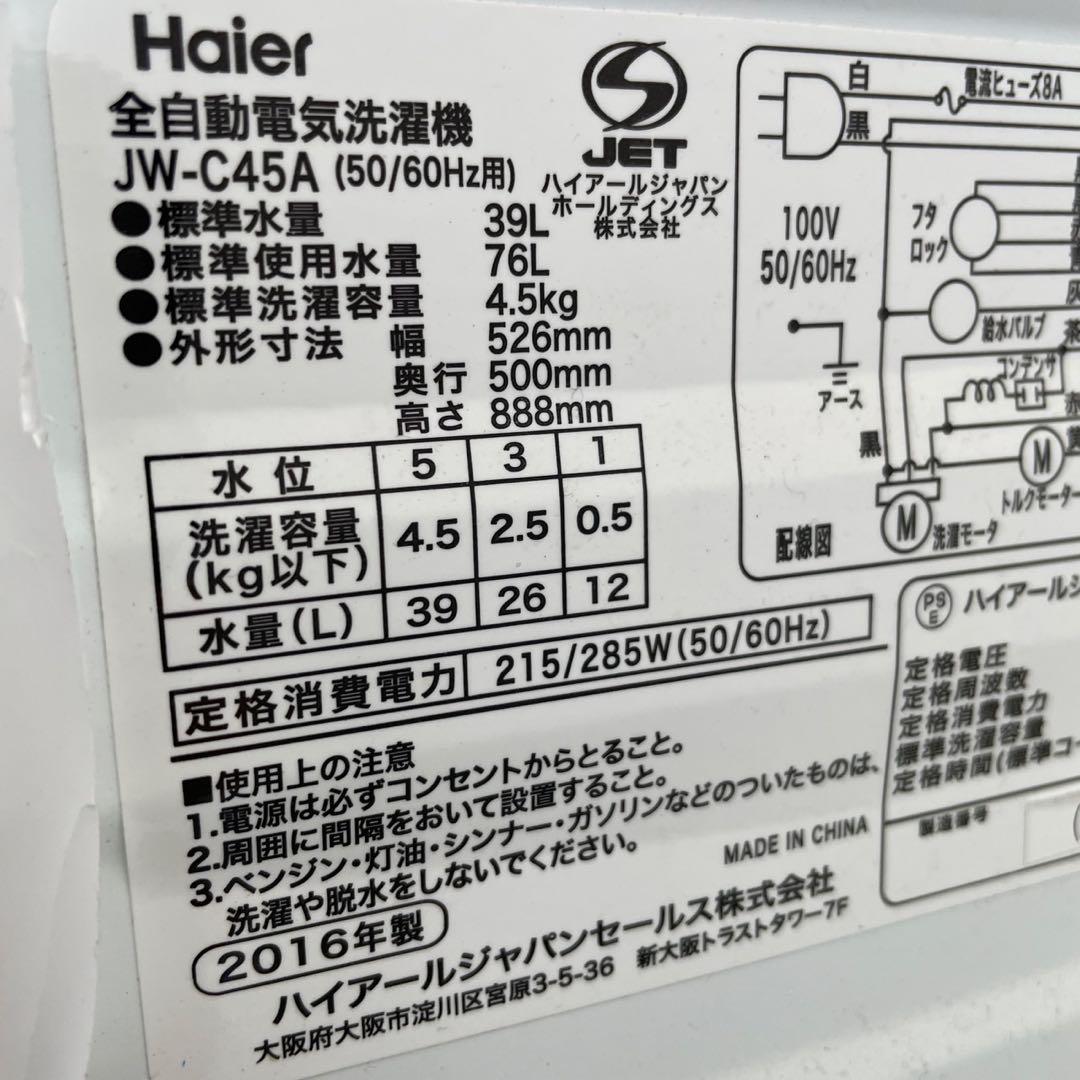 Haier
全自動電気洗濯機
JW-C45A (50/60Hz用)
●標準水量 39L
●標準使用水量 76L
●標準洗濯容量 4.5kg
●外形寸法 幅 526mm
奥行 500mm
高さ 888mm
JET
ハイアールジャパン
ホールディングス
株式会社
水位 5 3 1
洗濯容量(kg以下) 4.5 2.5 0.5
水量(L) 39 26 12
定格消費電力 215/285W(50/60Hz)
■使用上の注意
1.電源は必ずコンセントからとること。
2.周囲に間隔をおいて設置すること。
3.ベンジン・灯油・シンナー・ガソリンなどのついたものは、
洗濯や脱水をしないでください。
MADE IN CHINA
2016年製
ハイアールジャパンセールス株式会社
大阪府大阪市淀川区宮原3-5-36 新大阪トラストタワー7F
白
電流ヒューズ8A
黒
100V
50/60Hz
フタ
ロック
灰
給水バルブ
茶
コンデンサ
アース
赤
黒
黄
M
トルクモーター
M
洗濯モータ
配線図
PS
E
ハイアールジ
定格電圧
定格周波数
定格消費電力
標準洗濯容量
定格時間(標準コー
製造番号